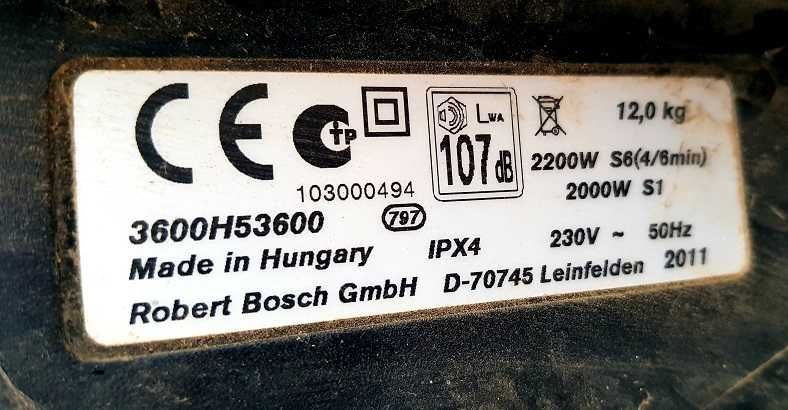 CE
LWA
107 dB
12,0 kg
2200W S6(4/6min)
103000494
2000W S1
3600H53600
797
IPX4
230V ~ 50Hz
Made in Hungary
Robert Bosch GmbH D-70745 Leinfelden 2011